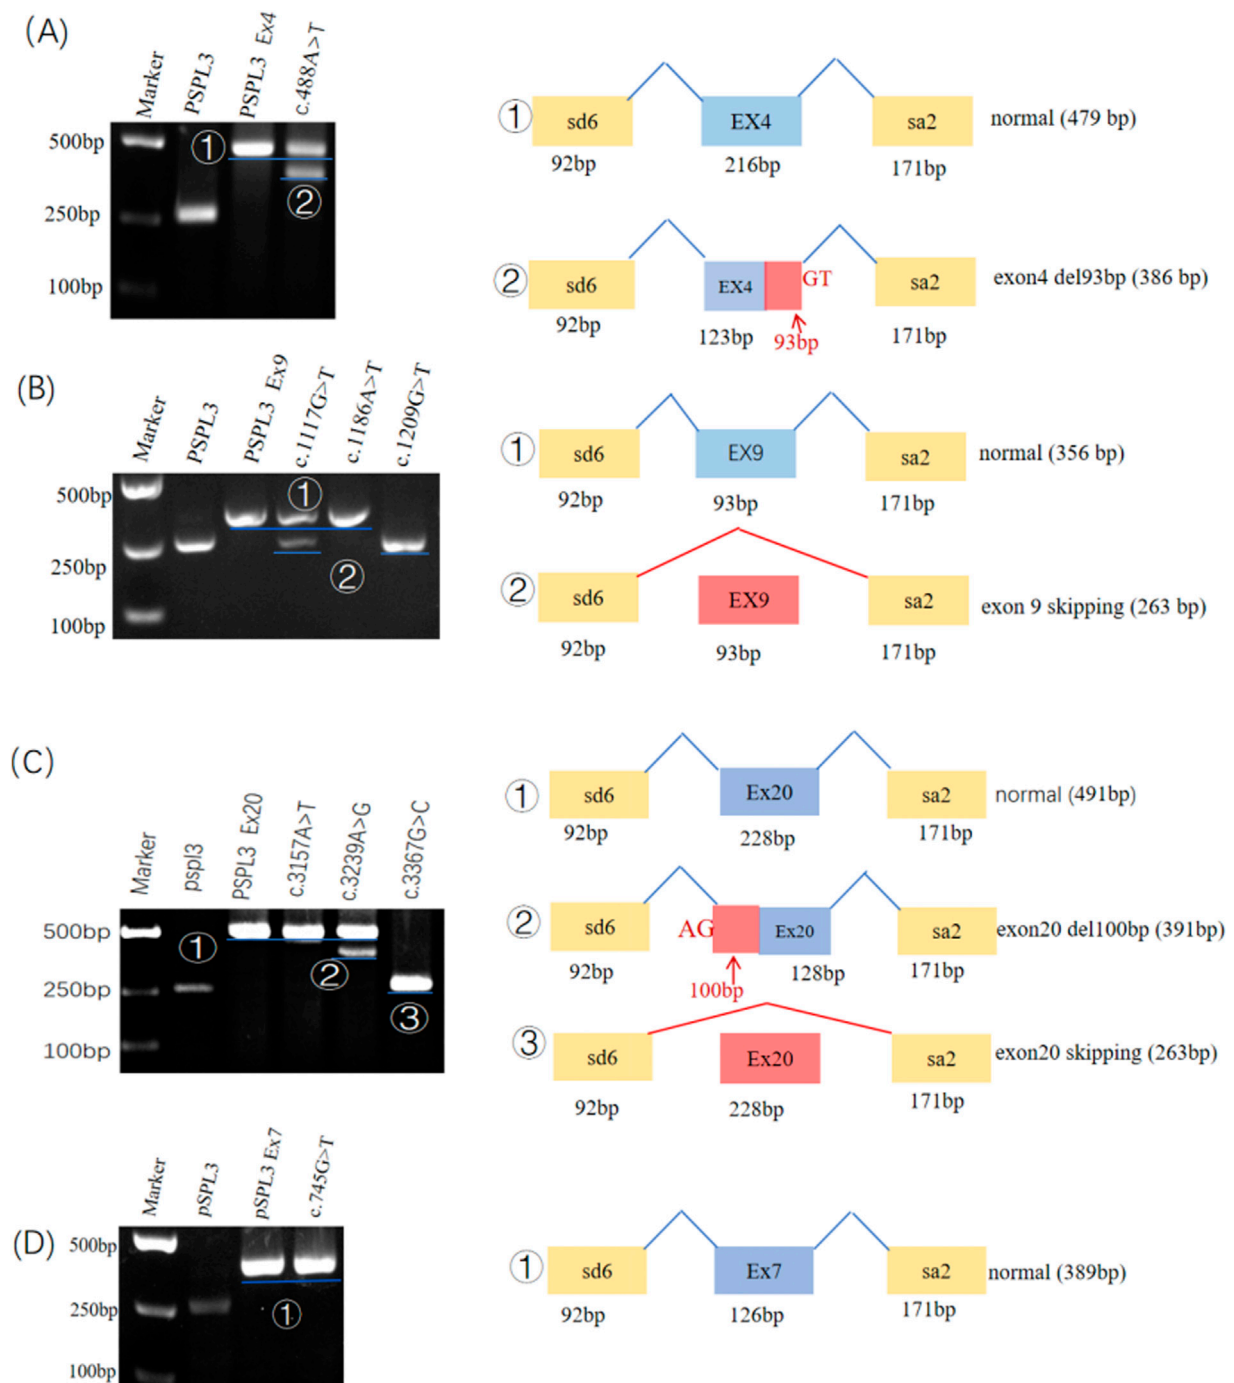 (A)
Marker
PSPL3
PSPL3 Ex4
c.488A>T
500bp
250bp
100bp
①
②
①
sd6
EX4
sa2
normal (479 bp)
92bp
216bp
171bp
②
sd6
EX4
GT
sa2
exon4 del93bp (386 bp)
92bp
123bp
93bp
171bp
(B)
Marker
PSPL3
PSPL3 Ex9
c.1117G>T
c.1186A>T
c.1209G>T
500bp
250bp
100bp
①
②
①
sd6
EX9
sa2
normal (356 bp)
92bp
93bp
171bp
②
sd6
EX9
sa2
exon 9 skipping (263 bp)
92bp
93bp
171bp
(C)
Marker
pspl3
PSPL3 Ex20
c.3157A>T
c.3239A>G
c.3367G>C
500bp
250bp
100bp
①
②
③
①
sd6
Ex20
sa2
normal (491bp)
92bp
228bp
171bp
②
sd6
AG
Ex20
sa2
exon20 del100bp (391bp)
92bp
100bp
128bp
171bp
③
sd6
Ex20
sa2
exon20 skipping (263bp)
92bp
228bp
171bp
(D)
Marker
pSPL3
pSPL3 Ex7
c.745G>T
500bp
250bp
100bp
①
①
sd6
Ex7
sa2
normal (389bp)
92bp
126bp
171bp